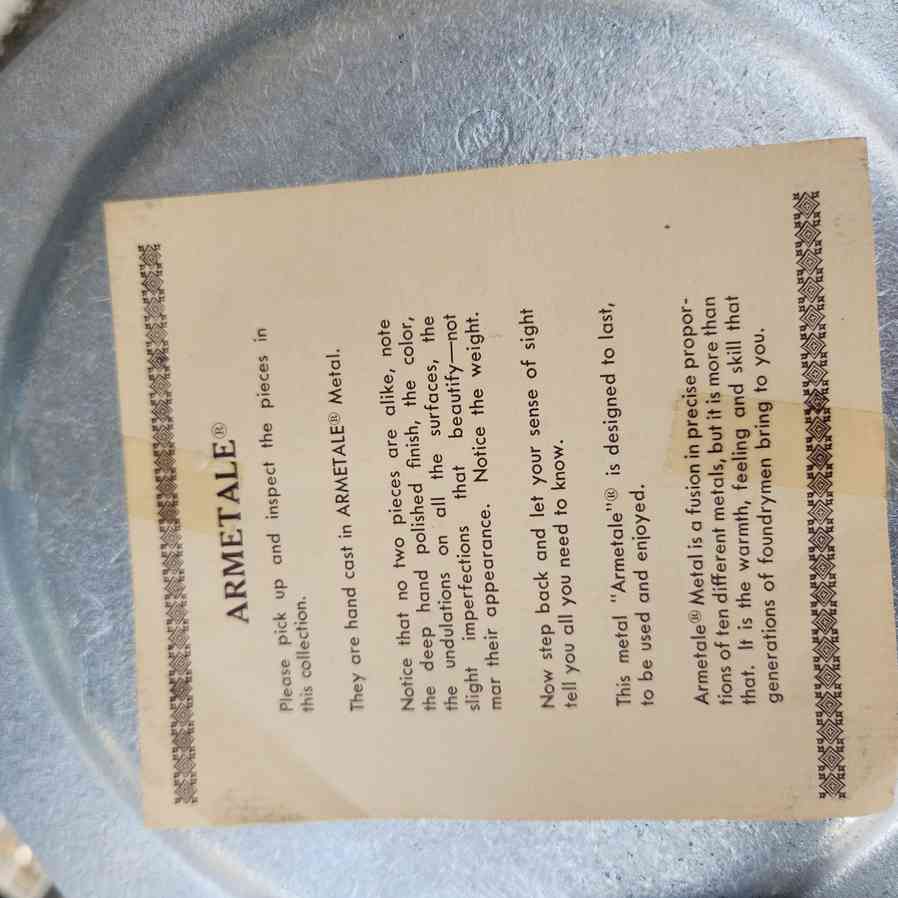 ARMETALE®
Please pick up and inspect the pieces in
this collection.
They are hand cast in ARMETALE® Metal.
Notice that no two pieces are alike, note
the deep hand polished finish, the color,
the undulations on all the surfaces, the
slight imperfections that beautify—not
mar their appearance. Notice the weight.
Now step back and let your sense of sight
tell you all you need to know.
This metal "Armetale"® is designed to last,
to be used and enjoyed.
Armetale® Metal is a fusion in precise propor-
tions of ten different metals, but it is more than
that. It is the warmth, feeling and skill that
generations of foundrymen bring to you.